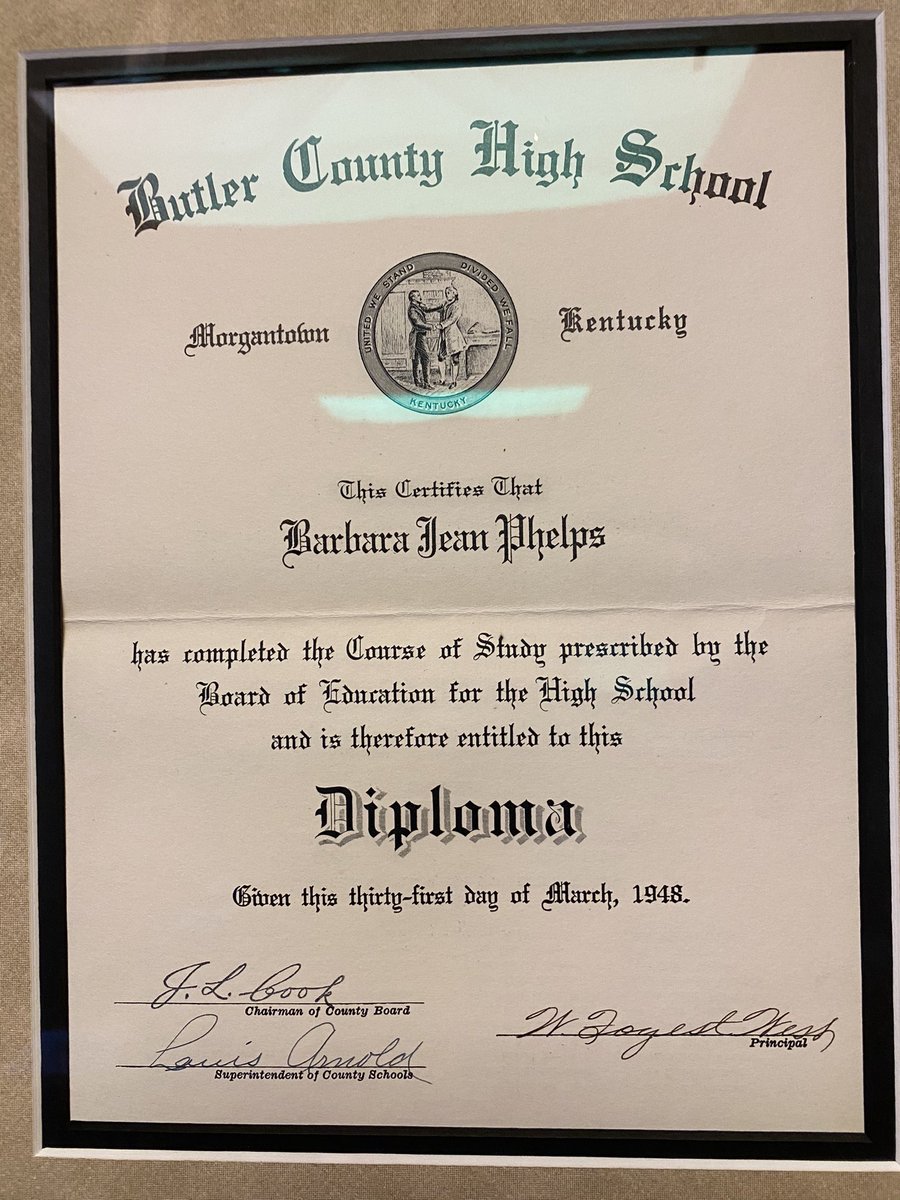 Butler County High School
Morgantown
UNITED WE STAND DIVIDED WE FALL
KENTUCKY
Kentucky
This Certifies That
Barbara Jean Phelps
has completed the Course of Study prescribed by the
Board of Education for the High School
and is therefore entitled to this
Diploma
Given this thirty-first day of March, 1948.
J. L. Cook
Chairman of County Board
Louis Arnold
Superintendent of County Schools
W Forest West
Principal